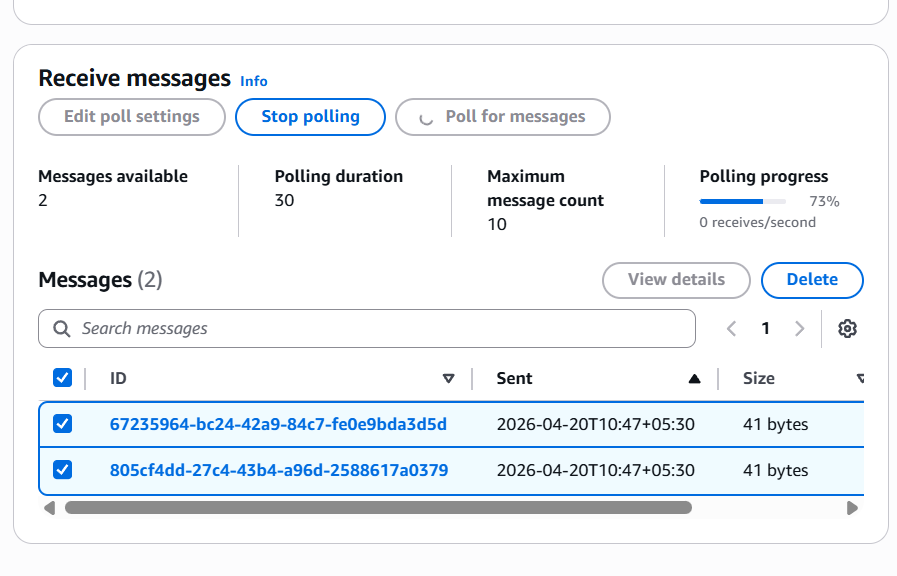 Receive messages Info
Edit poll settings Stop polling Poll for messages
Messages available
2
Polling duration
30
Maximum
message count
10
Polling progress
73%
0 receives/second
Messages (2) View details Delete
Search messages 1
ID Sent Size
67235964-bc24-42a9-84c7-fe0e9bda3d5d 2026-04-20T10:47+05:30 41 bytes
805cf4dd-27c4-43b4-a96d-2588617a0379 2026-04-20T10:47+05:30 41 bytes